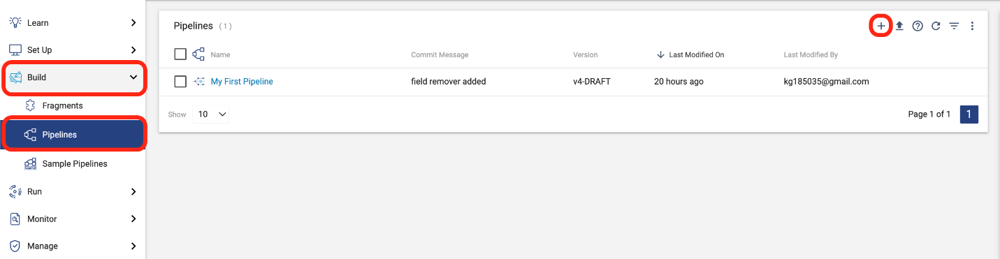 Learn
Set Up
Build
Fragments
Pipelines
SAMPLE
Sample Pipelines
Run
Monitor
Manage
Pipelines (1)
Name Commit Message Version Last Modified On Last Modified By
My First Pipeline field remover added v4-DRAFT 20 hours ago kg185035@gmail.com
Show 10 Page 1 of 1 1